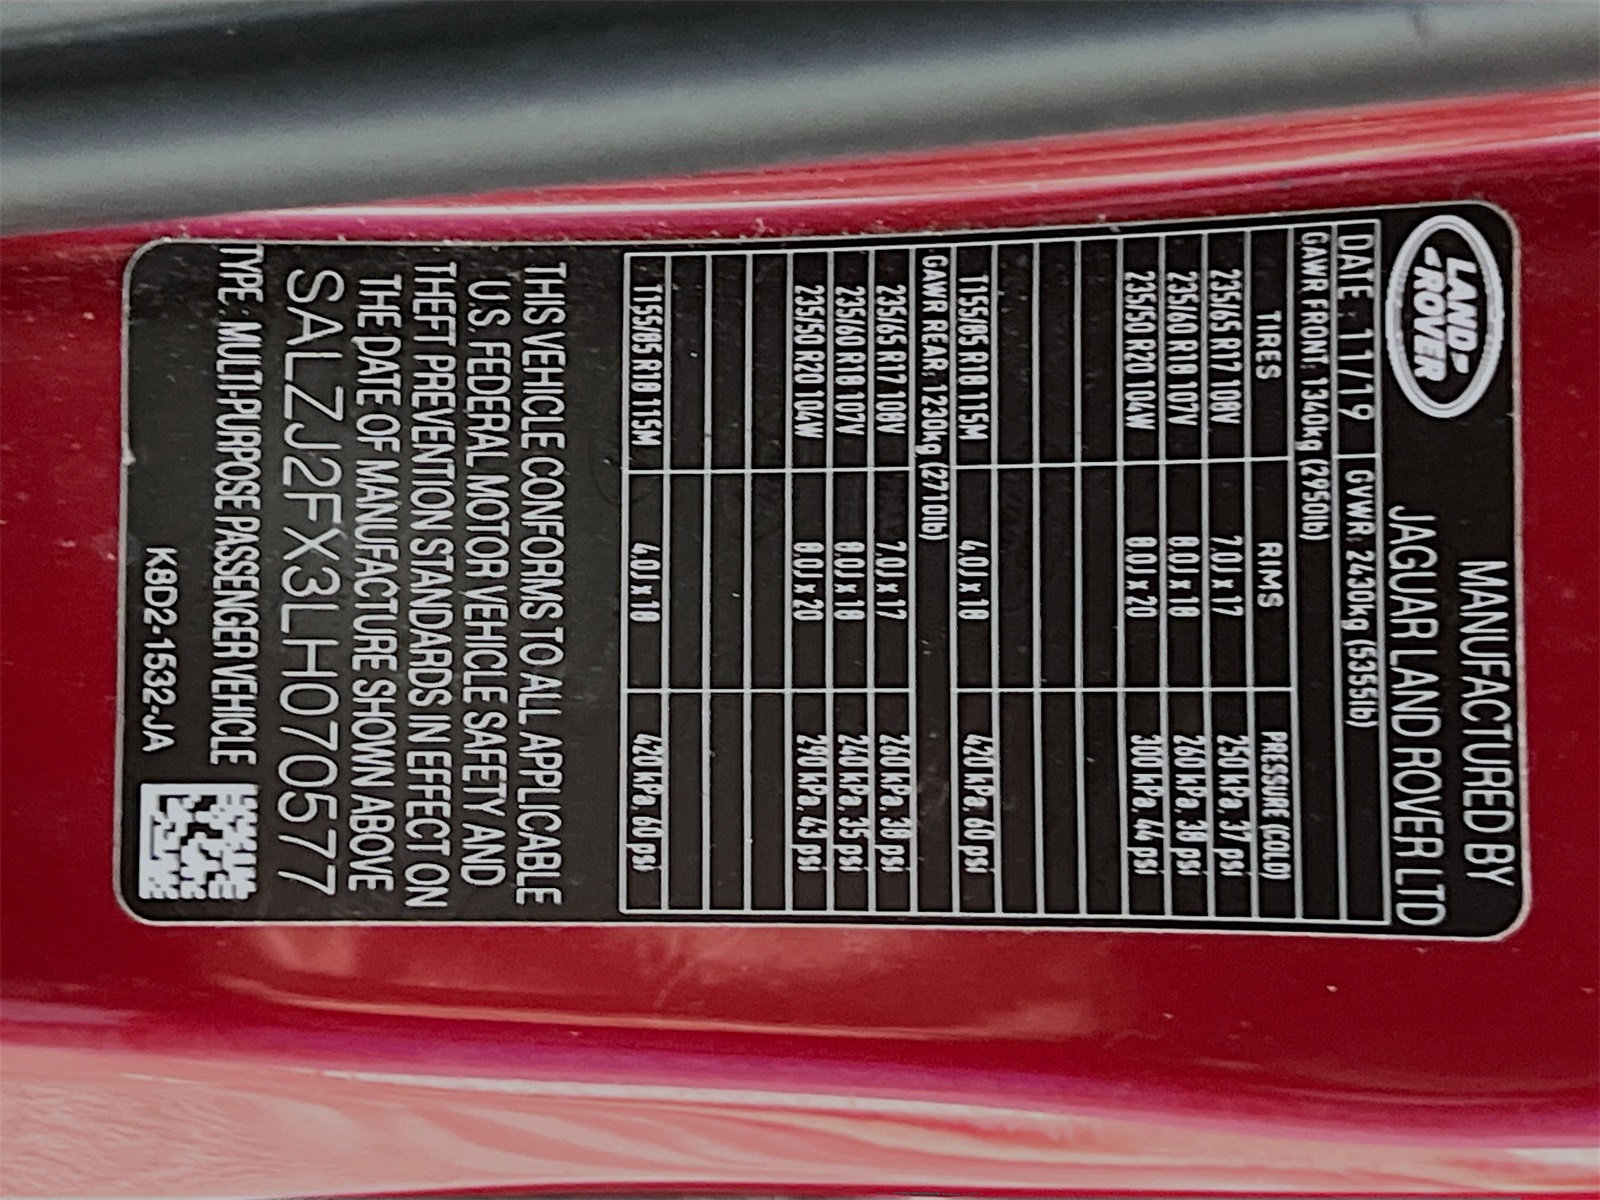 LAND-
-ROVER
MANUFACTURED BY
JAGUAR LAND ROVER LTD
DATE : 11/19 GVWR: 2430kg (5355lb)
GAWR FRONT: 1340kg (2950lb)
TIRES RIMS PRESSURE (COLD)
235/65 R17 108V 7.0J x 17 250 kPa, 37 psi
235/60 R18 107V 8.0J x 18 260 kPa, 38 psi
235/50 R20 104W 8.0J x 20 300 kPa, 44 psi
T155/85 R18 115M 4.0J x 18 420 kPa, 60 psi
GAWR REAR: 1230kg (2710lb)
235/65 R17 108V 7.0J x 17 260 kPa, 38 psi
235/60 R18 107V 8.0J x 18 240 kPa, 35 psi
235/50 R20 104W 8.0J x 20 290 kPa, 43 psi
T155/85 R18 115M 4.0J x 18 420 kPa, 60 psi
THIS VEHICLE CONFORMS TO ALL APPLICABLE
U.S. FEDERAL MOTOR VEHICLE SAFETY AND
THEFT PREVENTION STANDARDS IN EFFECT ON
THE DATE OF MANUFACTURE SHOWN ABOVE
SALZJ2FX3LH070577
TYPE : MULTI-PURPOSE PASSENGER VEHICLE
K8D2-1532-JA